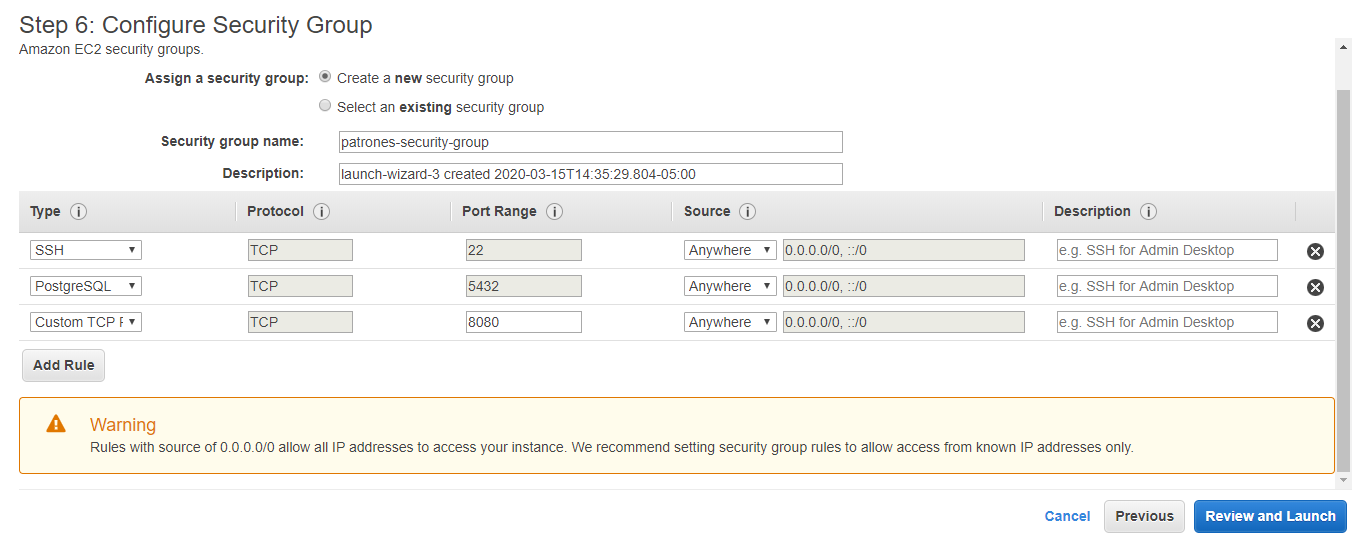 Step 6: Configure Security Group
Amazon EC2 security groups.
Assign a security group: Create a new security group
Select an existing security group
Security group name: patrones-security-group
Description: launch-wizard-3 created 2020-03-15T14:35:29.804-05:00
Type i Protocol i Port Range i Source i Description i
SSH TCP 22 Anywhere 0.0.0.0/0, ::/0 e.g. SSH for Admin Desktop
PostgreSQL TCP 5432 Anywhere 0.0.0.0/0, ::/0 e.g. SSH for Admin Desktop
Custom TCP F TCP 8080 Anywhere 0.0.0.0/0, ::/0 e.g. SSH for Admin Desktop
Add Rule
Warning
Rules with source of 0.0.0.0/0 allow all IP addresses to access your instance. We recommend setting security group rules to allow access from known IP addresses only.
Cancel Previous Review and Launch